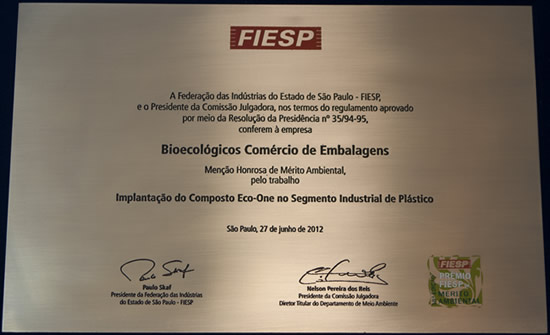 FIESP
A Federação das Indústrias do Estado de São Paulo - FIESP,
e o Presidente da Comissão Julgadora, nos termos do regulamento aprovado
por meio da Resolução da Presidência nº 35/94-95,
conferem à empresa
Bioecológicos Comércio de Embalagens
Menção Honrosa de Mérito Ambiental,
pelo trabalho
Implantação do Composto Eco-One no Segmento Industrial de Plástico
São Paulo, 27 de junho de 2012
Paulo Skaf
Presidente da Federação das Indústrias
do Estado de São Paulo - FIESP
Nelson Pereira dos Reis
Presidente da Comissão Julgadora
Diretor Titular do Departamento de Meio Ambiente
FIESP
PRÊMIO
FIESP
MÉRITO
AMBIENTAL